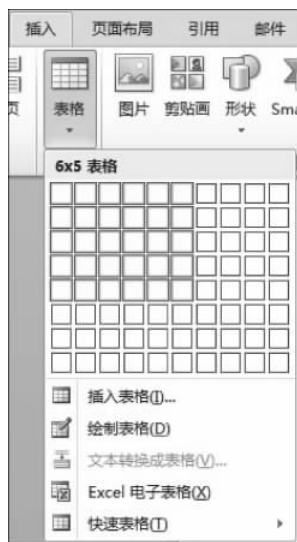 插入 页面布局 引用 邮件
页 表格 图片 剪贴画 形状 Sma
6x5 表格
插入表格(I)...
绘制表格(D)
文本转换成表格(V)...
Excel 电子表格(X)
快速表格(T)